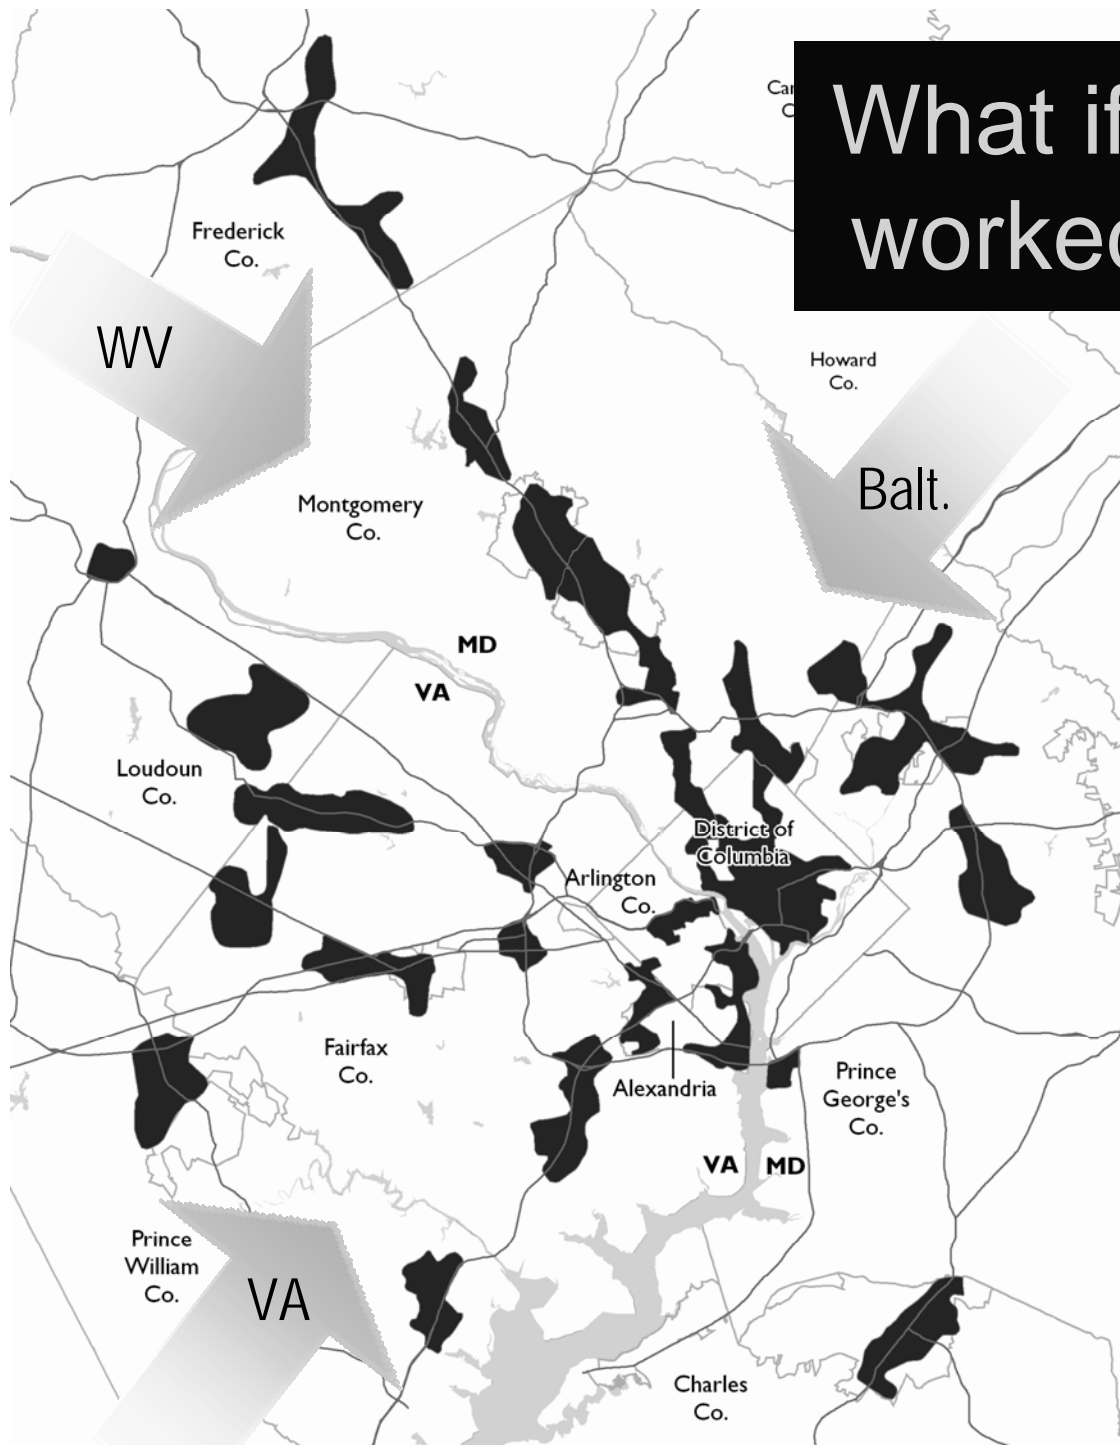 What if
worked
Frederick
Co.
WV
Howard
Co.
Balt.
Montgomery
Co.
MD
VA
Loudoun
Co.
District of
Columbia
Arlington
Co.
Fairfax
Co.
Alexandria
Prince
George's
Co.
VA MD
Prince
William
Co.
VA
Charles
Co.